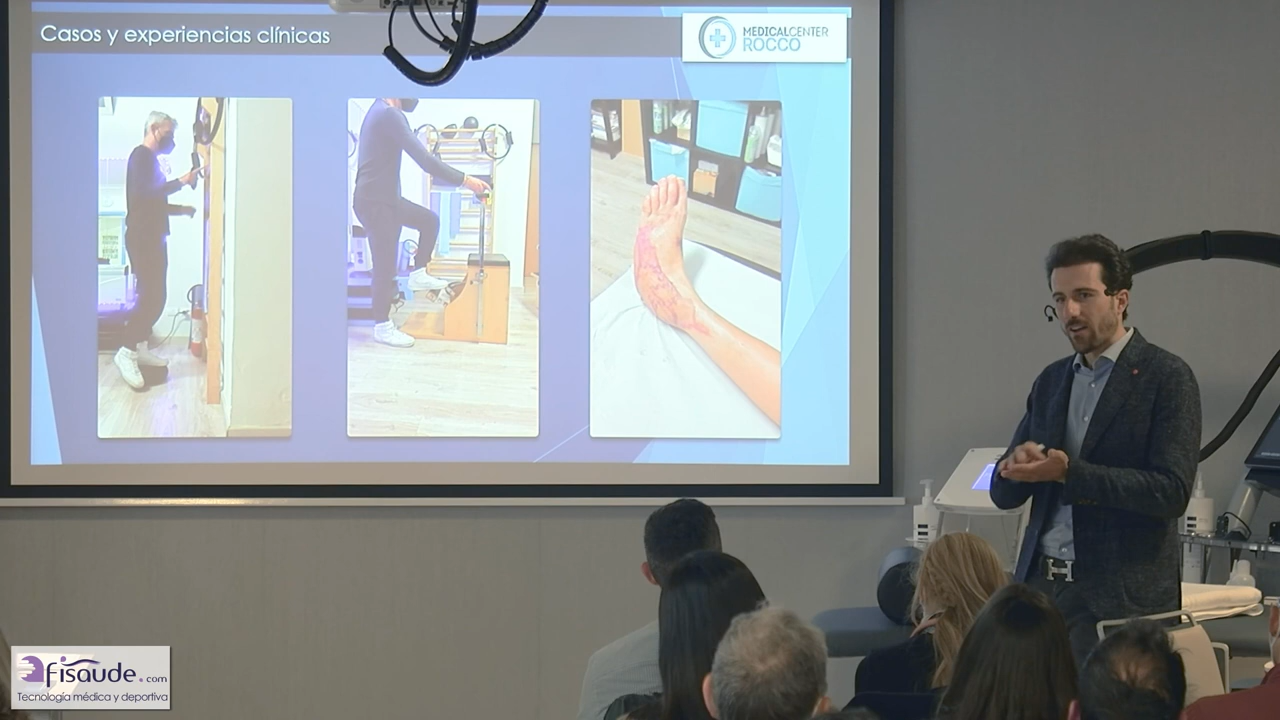 Casos y experiencias clínicas
MEDICALCENTER
ROCCO
fisaude.com
Tecnología médica y deportiva